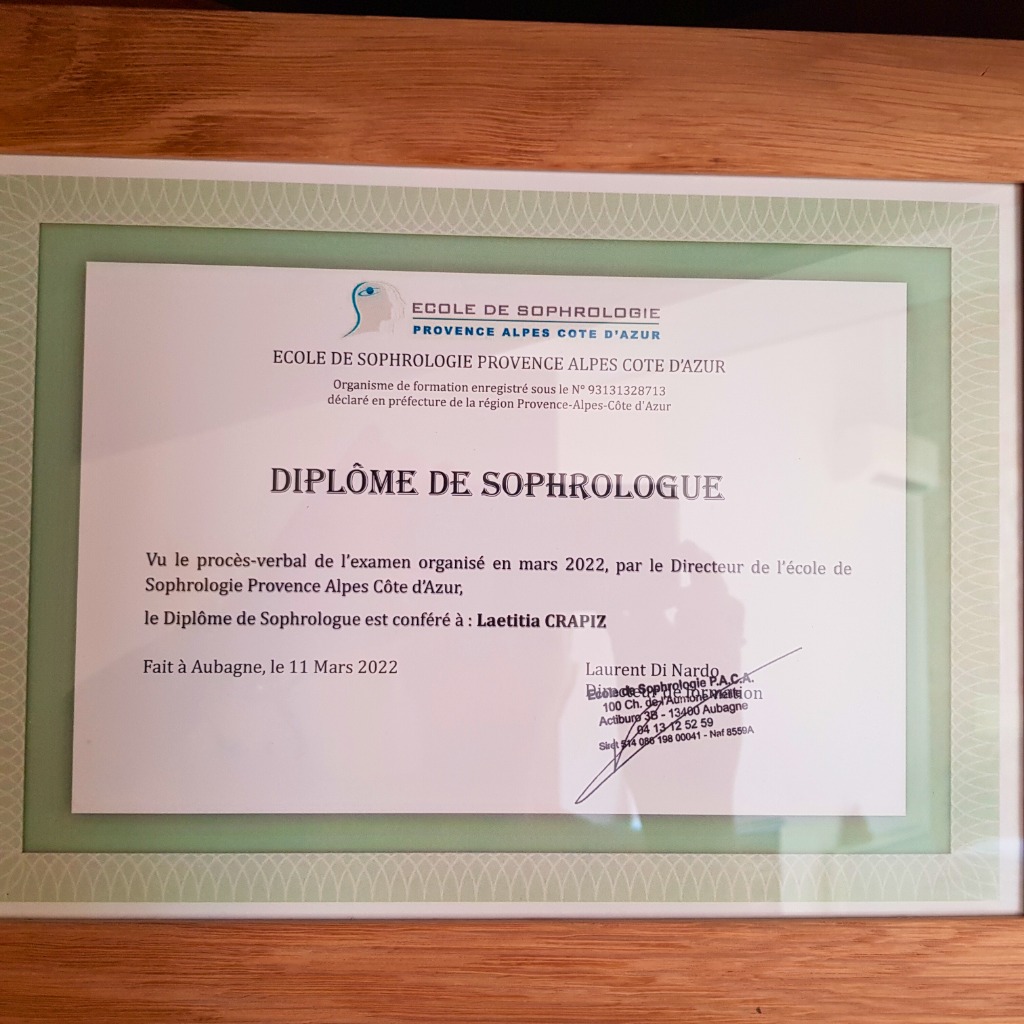 ECOLE DE SOPHROLOGIE
PROVENCE ALPES COTE D'AZUR
ECOLE DE SOPHROLOGIE PROVENCE ALPES COTE D'AZUR
Organisme de formation enregistré sous le N° 93131328713
déclaré en préfecture de la région Provence-Alpes-Côte d'Azur
DIPLÔME DE SOPHROLOGUE
Vu le procès-verbal de l'examen organisé en mars 2022, par le Directeur de l'école de
Sophrologie Provence Alpes Côte d'Azur,
le Diplôme de Sophrologue est conféré à : Laetitia CRAPIZ
Fait à Aubagne, le 11 Mars 2022
Laurent Di Nardo
Ecole de Sophrologie P.A.C.A.
100 Ch. de l'Aumône Vieille
Actiburo 3B - 13400 Aubagne
04 13 12 52 59
Siret 514 086 198 00041 - Naf 8559A